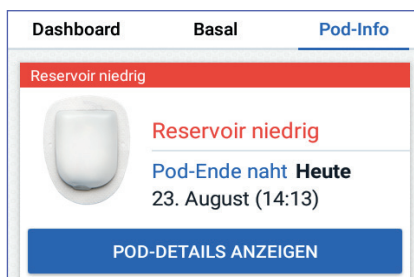 Dashboard Basal Pod-Info
Reservoir niedrig
Reservoir niedrig
Pod-Ende naht Heute
23. August (14:13)
POD-DETAILS ANZEIGEN